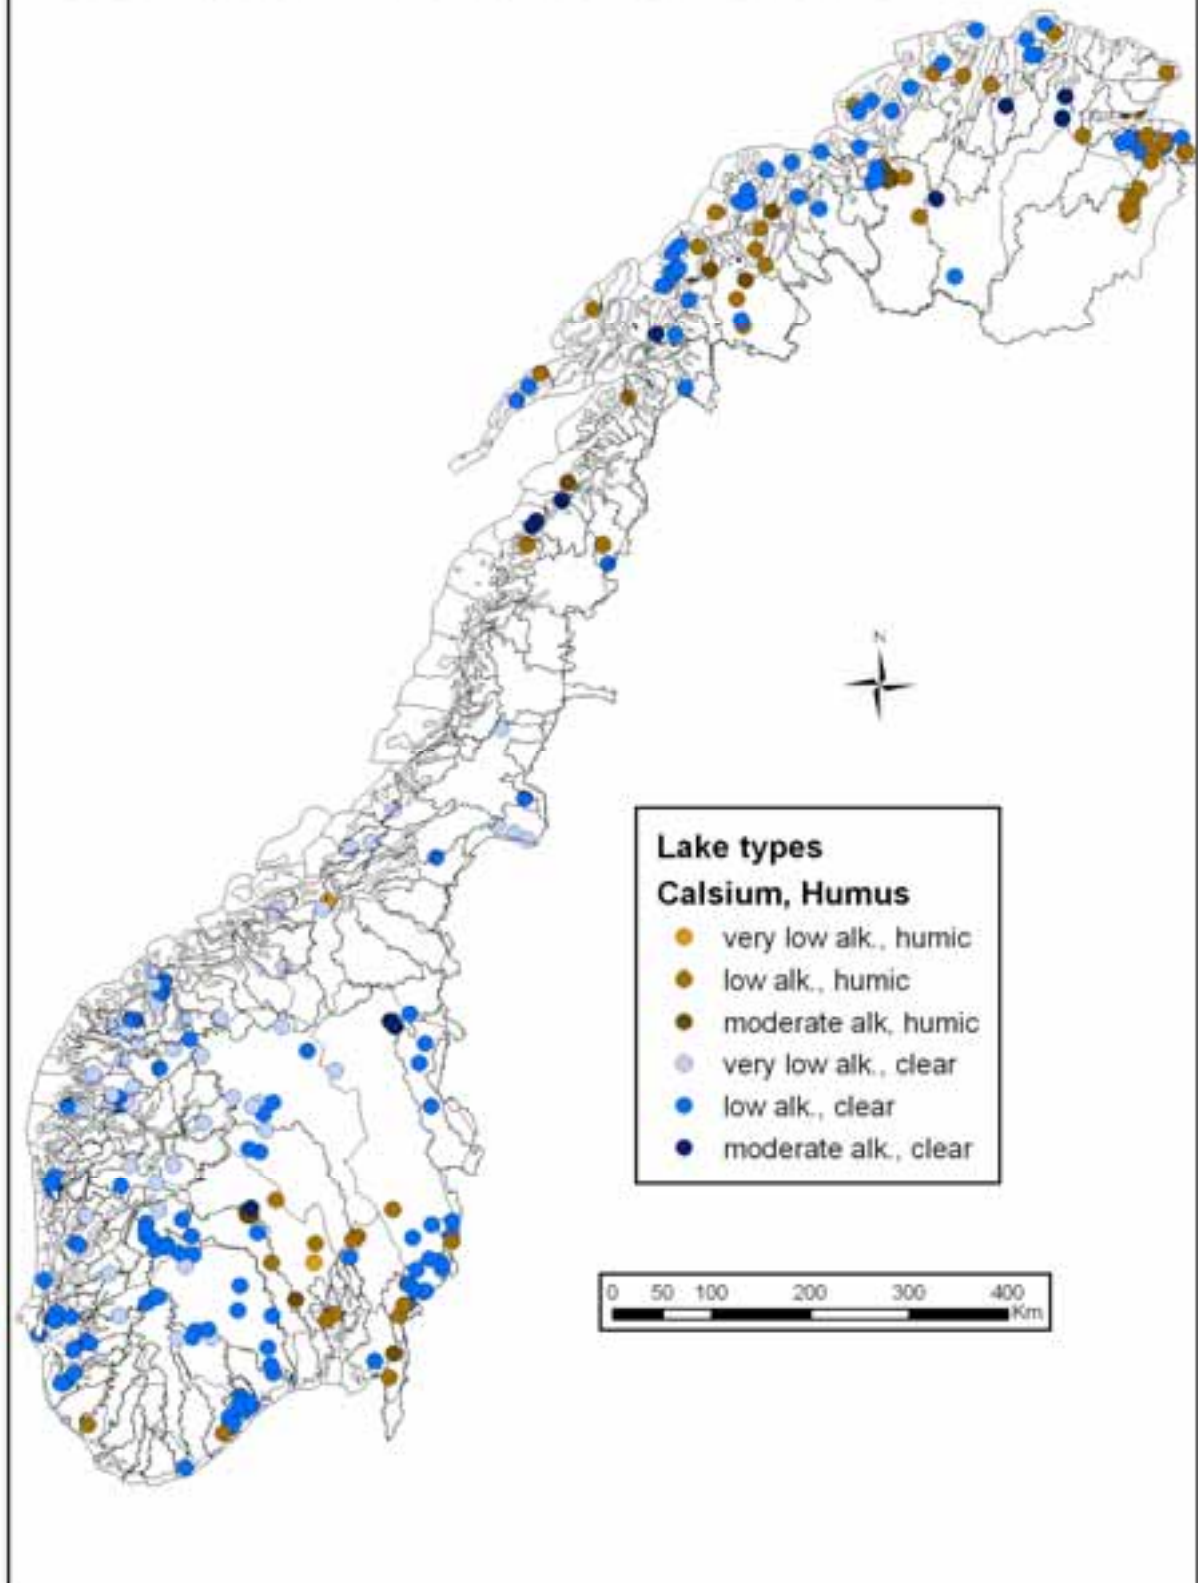 N
Lake types
Calsium, Humus
very low alk., humic
low alk., humic
moderate alk, humic
very low alk., clear
low alk., clear
moderate alk., clear
0 50 100 200 300 400
Km